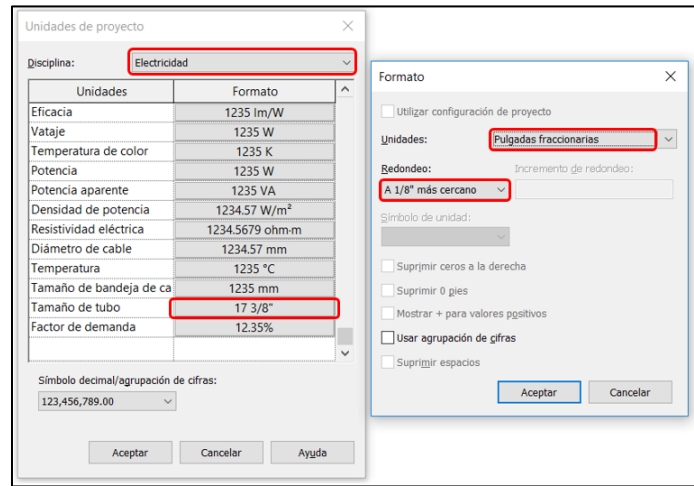 Unidades de proyecto
Disciplina: Electricidad
Unidades Formato
Eficacia 1235 lm/W
Vataje 1235 W
Temperatura de color 1235 K
Potencia 1235 W
Potencia aparente 1235 VA
Densidad de potencia 1234.57 W/m²
Resistividad eléctrica 1234.5679 ohm·m
Diámetro de cable 1234.57 mm
Temperatura 1235 °C
Tamaño de bandeja de ca 1235 mm
Tamaño de tubo 17 3/8"
Factor de demanda 12.35%
Símbolo decimal/agrupación de cifras:
123,456,789.00
Aceptar Cancelar Ayuda
Formato
Utilizar configuración de proyecto
Unidades: Pulgadas fraccionarias
Redondeo: Incremento de redondeo:
A 1/8" más cercano
Símbolo de unidad:
Suprimir ceros a la derecha
Suprimir 0 pies
Mostrar + para valores positivos
Usar agrupación de cifras
Suprimir espacios
Aceptar Cancelar